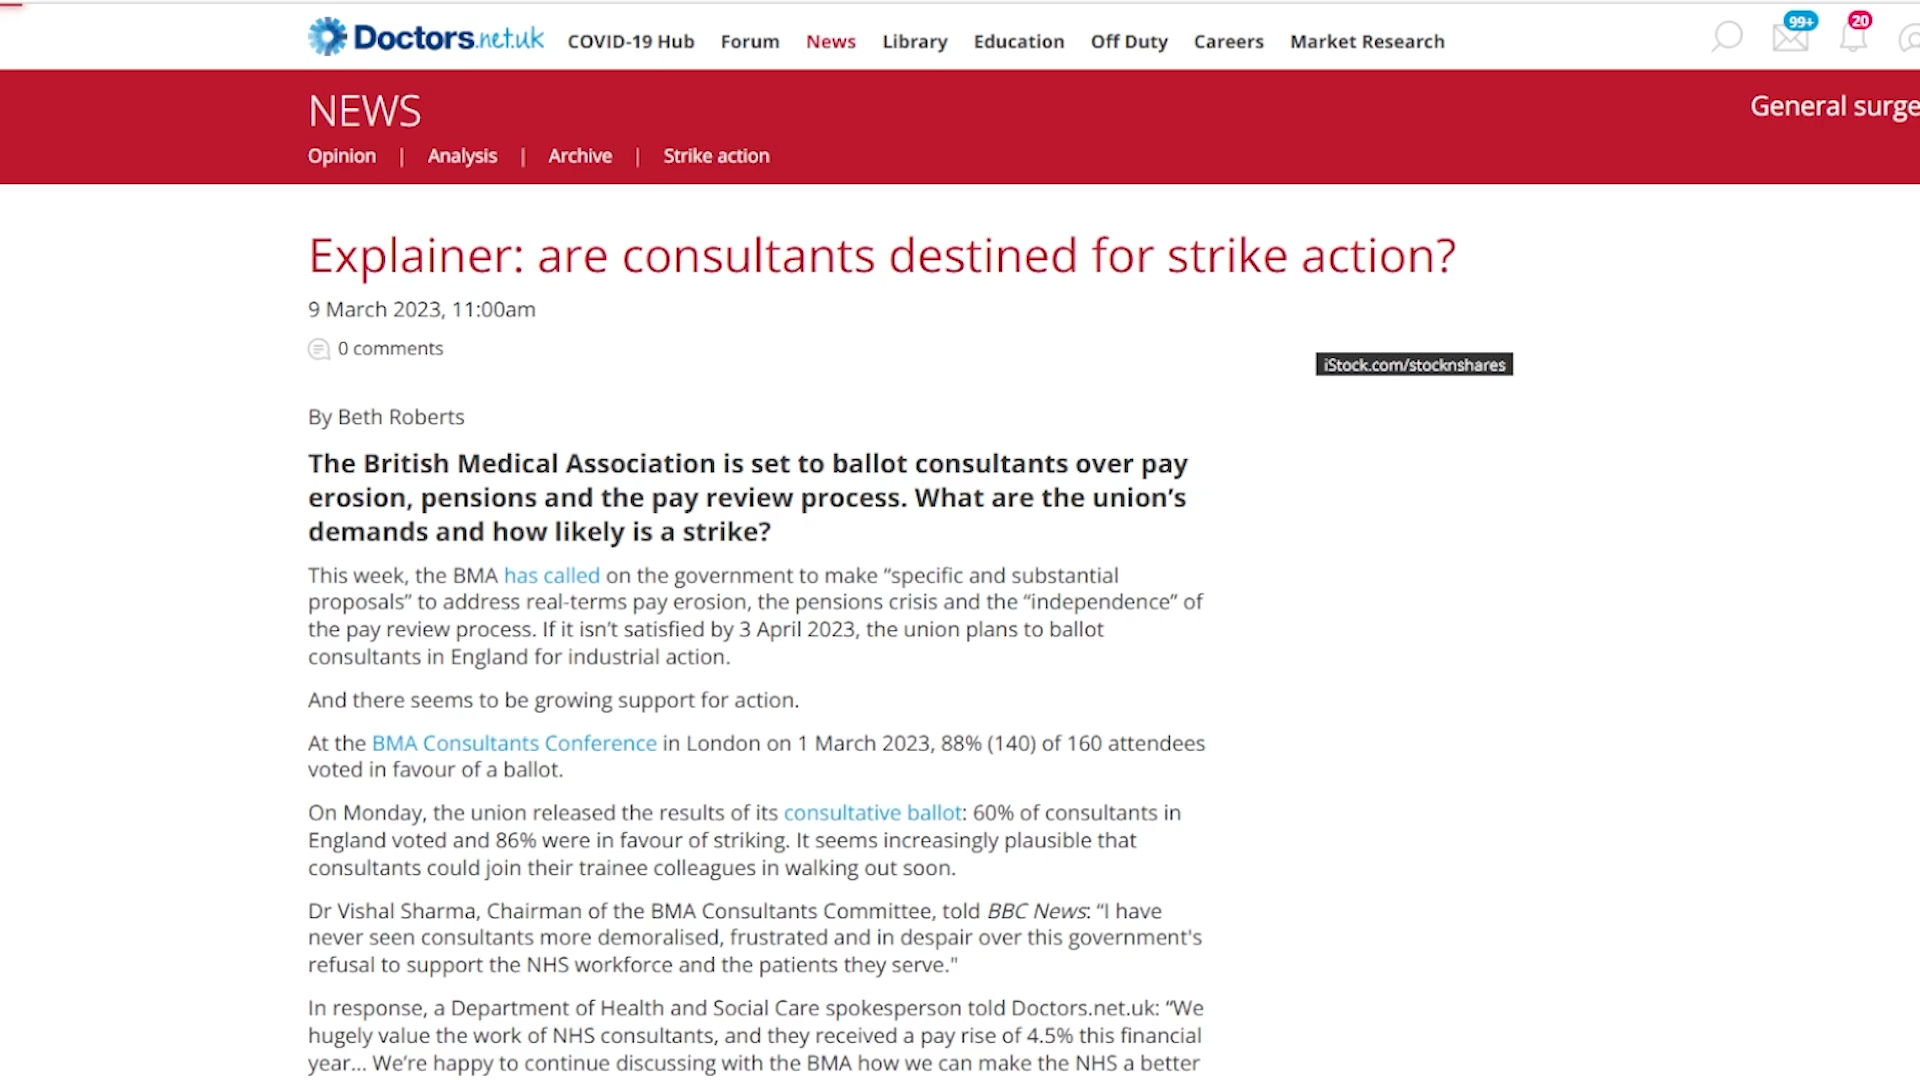 Doctors.net.uk COVID-19 Hub Forum News Library Education Off Duty Careers Market Research 99+ 20
NEWS
General surge
Opinion | Analysis | Archive | Strike action
Explainer: are consultants destined for strike action?
9 March 2023, 11:00am
0 comments
iStock.com/stocknshares
By Beth Roberts
The British Medical Association is set to ballot consultants over pay
erosion, pensions and the pay review process. What are the union’s
demands and how likely is a strike?
This week, the BMA has called on the government to make “specific and substantial
proposals” to address real-terms pay erosion, the pensions crisis and the “independence” of
the pay review process. If it isn’t satisfied by 3 April 2023, the union plans to ballot
consultants in England for industrial action.
And there seems to be growing support for action.
At the BMA Consultants Conference in London on 1 March 2023, 88% (140) of 160 attendees
voted in favour of a ballot.
On Monday, the union released the results of its consultative ballot: 60% of consultants in
England voted and 86% were in favour of striking. It seems increasingly plausible that
consultants could join their trainee colleagues in walking out soon.
Dr Vishal Sharma, Chairman of the BMA Consultants Committee, told BBC News: “I have
never seen consultants more demoralised, frustrated and in despair over this government's
refusal to support the NHS workforce and the patients they serve."
In response, a Department of Health and Social Care spokesperson told Doctors.net.uk: “We
hugely value the work of NHS consultants, and they received a pay rise of 4.5% this financial
year... We’re happy to continue discussing with the BMA how we can make the NHS a better